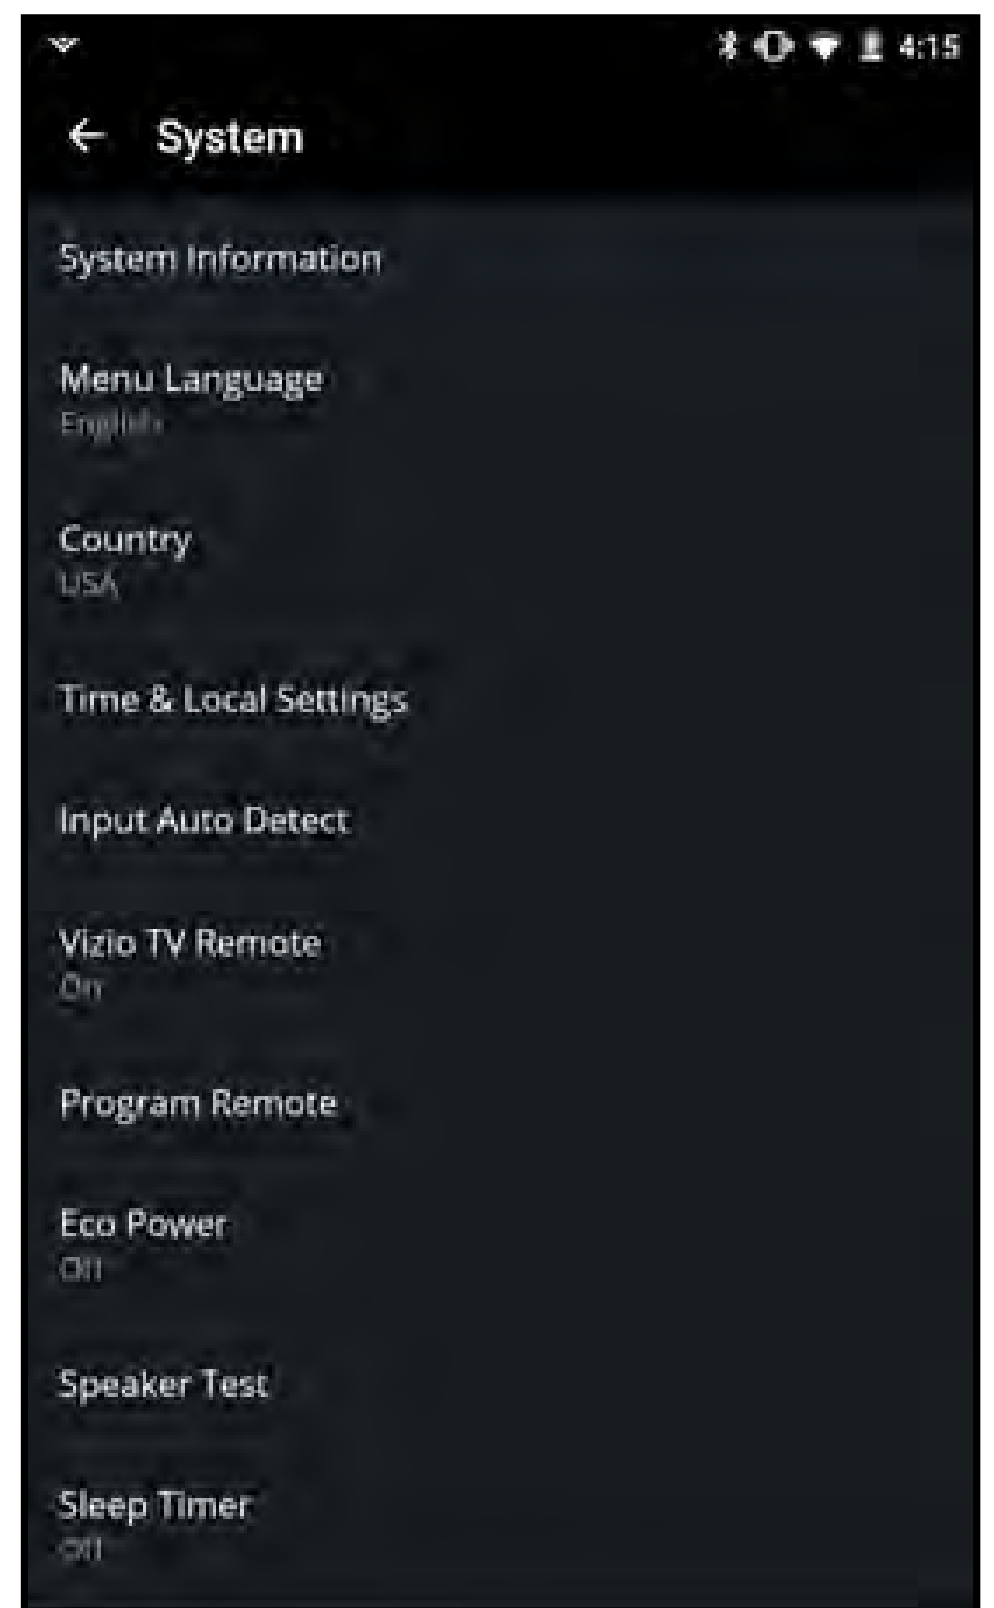 4:15
System
System Information
Menu Language
English
Country
USA
Time & Local Settings
Input Auto Detect
Vizio TV Remote
On
Program Remote
Eco Power
Off
Speaker Test
Sleep Timer
Off